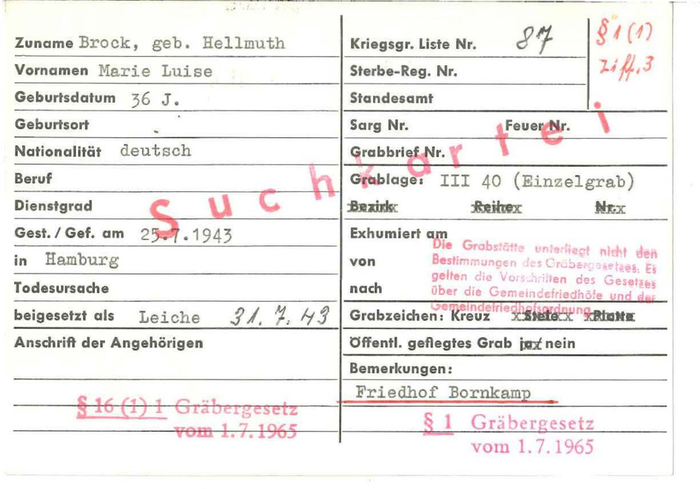 Zuname Brock, geb. Hellmuth
Vornamen Marie Luise
Geburtsdatum 36 J.
Geburtsort
Nationalität deutsch
Beruf
Dienstgrad
Gest./Gef. am 25.7.1943
in Hamburg
Todesursache
beigesetzt als Leiche 31.7.43
Anschrift der Angehörigen
§ 16 (1) 1 Gräbergesetz
vom 1.7.1965
Suchkartei
Kriegsgr. Liste Nr. 87
§ 1 (1)
Ziff. 3
Sterbe-Reg. Nr.
Standesamt
Sarg Nr. Feuer Nr.
Grabbrief Nr.
Grablage: III 40 (Einzelgrab)
Bezirk Reihe Nr.
Exhumiert am
von
nach
Die Grabstätte unterliegt nicht den
Bestimmungen des Gräbergesetzes. Es
gelten die Vorschriften des Gesetzes
über die Gemeindefriedhöfe und der
Gemeindefriedhofsordnung
Grabzeichen: Kreuz Stele Platte
Öffentl. gepflegtes Grab ja/nein
Bemerkungen:
Friedhof Bornkamp
§ 1 Gräbergesetz
vom 1.7.1965